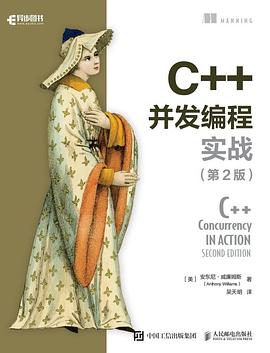 异步图书
MANNING
C++
并发编程
实战
（第2版）
C++
Concurrency
IN ACTION
SECOND EDITION
[美] 安东尼·威廉姆斯 著
（Anthony Williams）
吴天明 译
中国工信出版集团 人民邮电出版社